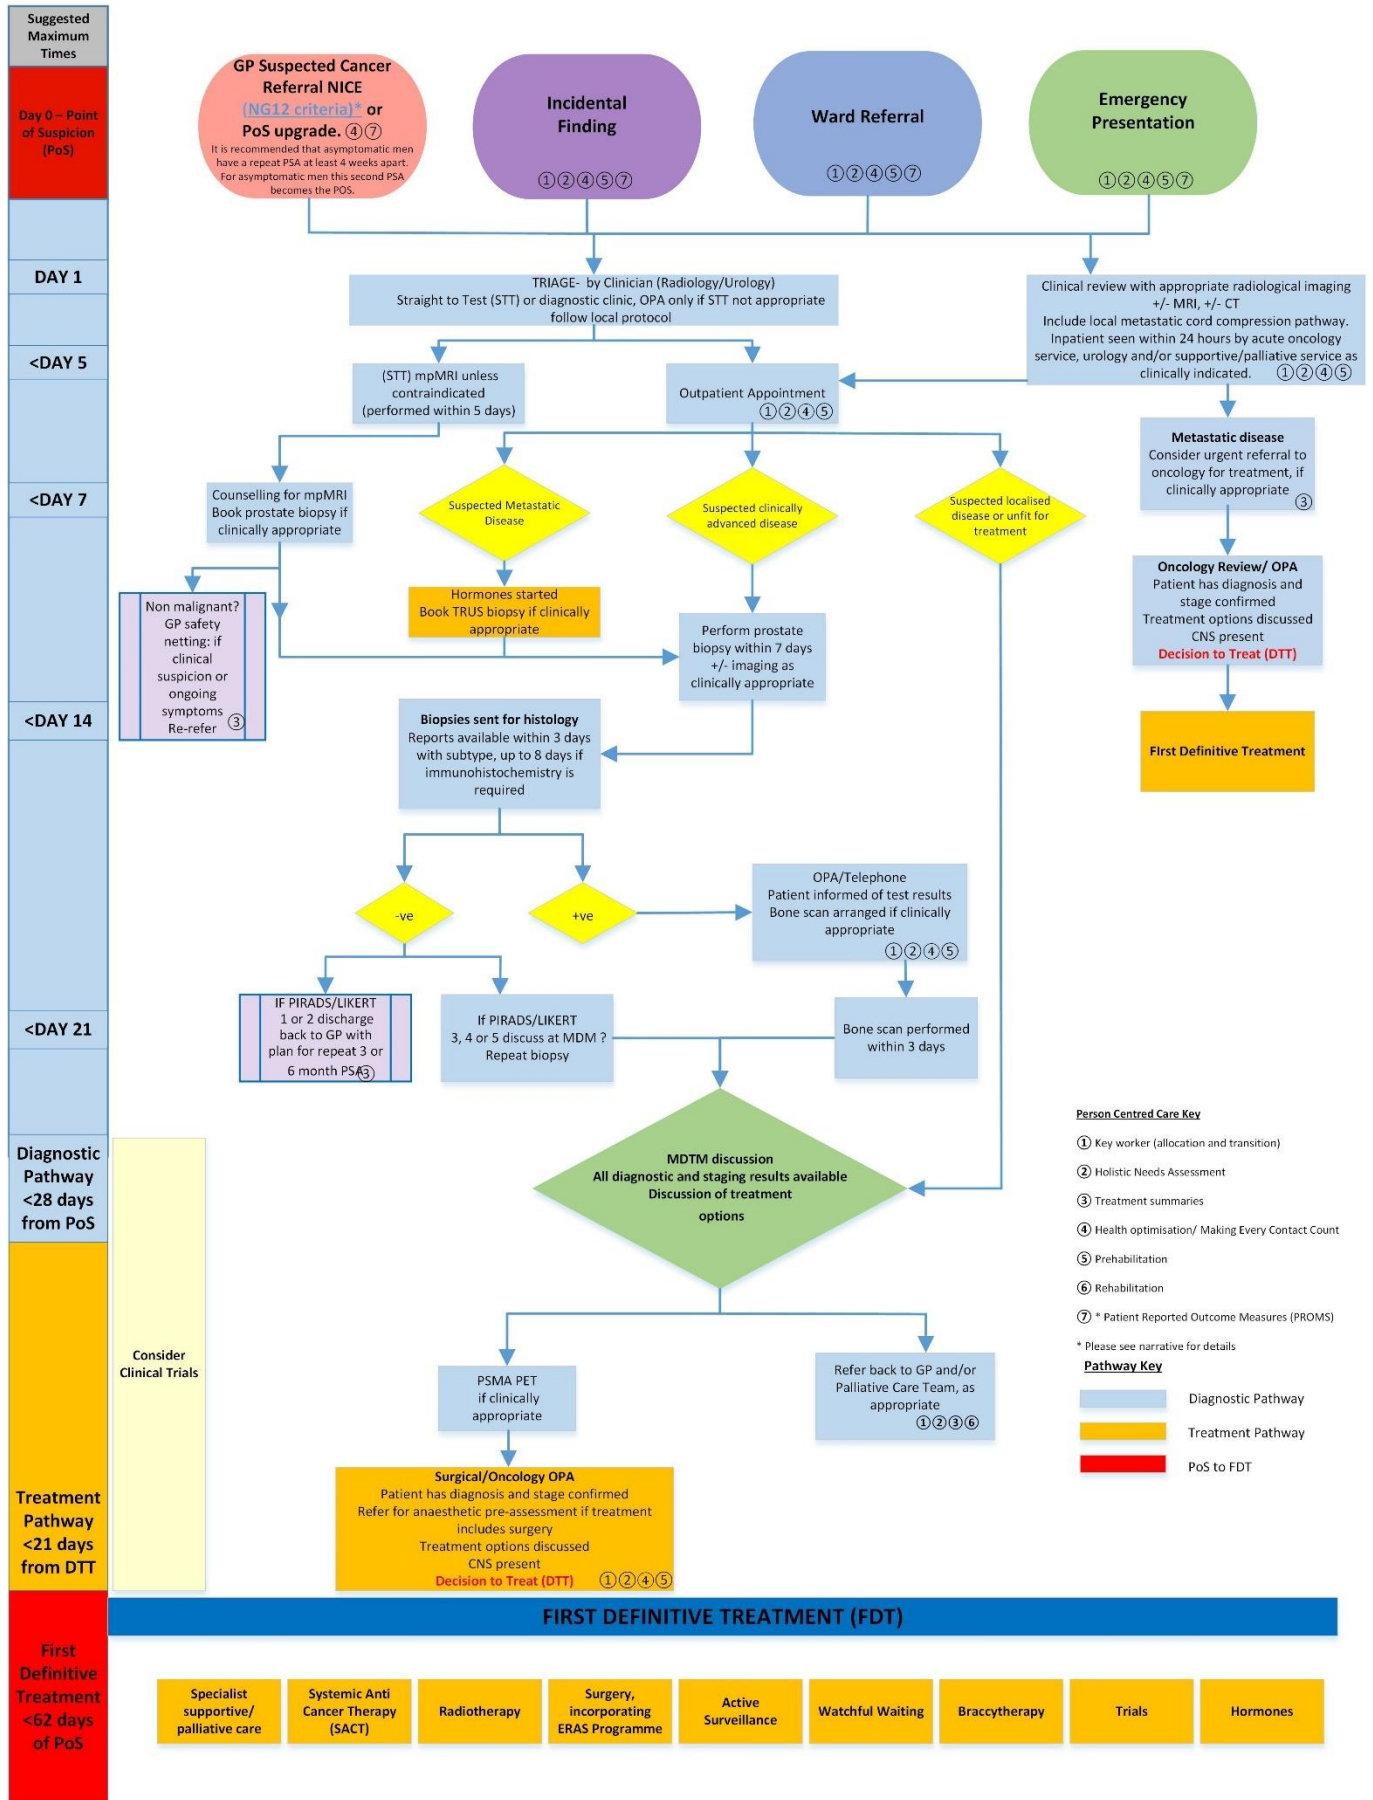 Suggested
Maximum
Times
Day 0 – Point
of Suspicion
(PoS)
GP Suspected Cancer
Referral NICE
(NG12 criteria)* or
PoS upgrade. ④⑦
It is recommended that asymptomatic men
have a repeat PSA at least 4 weeks apart.
For asymptomatic men this second PSA
becomes the POS.
Incidental
Finding
①②④⑤⑦
Ward Referral
①②④⑤⑦
Emergency
Presentation
①②④⑤⑦
DAY 1
TRIAGE- by Clinician (Radiology/Urology)
Straight to Test (STT) or diagnostic clinic, OPA only if STT not appropriate
follow local protocol
Clinical review with appropriate radiological imaging
+/- MRI, +/- CT
Include local metastatic cord compression pathway.
Inpatient seen within 24 hours by acute oncology
service, urology and/or supportive/palliative service as
clinically indicated. ①②④⑤
<DAY 5
(STT) mpMRI unless
contraindicated
(performed within 5 days)
Outpatient Appointment
①②④⑤
Metastatic disease
Consider urgent referral to
oncology for treatment, if
clinically appropriate
③
<DAY 7
Counselling for mpMRI
Book prostate biopsy if
clinically appropriate
Suspected Metastatic
Disease
Suspected clinically
advanced disease
Suspected localised
disease or unfit for
treatment
Oncology Review/ OPA
Patient has diagnosis and
stage confirmed
Treatment options discussed
CNS present
Decision to Treat (DTT)
Non malignant?
GP safety
netting: if
clinical
suspicion or
ongoing
symptoms
Re-refer ③
Hormones started
Book TRUS biopsy if clinically
appropriate
Perform prostate
biopsy within 7 days
+/- imaging as
clinically appropriate
<DAY 14
Biopsies sent for histology
Reports available within 3 days
with subtype, up to 8 days if
immunohistochemistry is
required
FIrst Definitive Treatment
-ve
+ve
OPA/Telephone
Patient informed of test results
Bone scan arranged if clinically
appropriate
①②④⑤
<DAY 21
IF PIRADS/LIKERT
1 or 2 discharge
back to GP with
plan for repeat 3 or
6 month PSA③
If PIRADS/LIKERT
3, 4 or 5 discuss at MDM ?
Repeat biopsy
Bone scan performed
within 3 days
Diagnostic
Pathway
<28 days
from PoS
MDTM discussion
All diagnostic and staging results available
Discussion of treatment
options
Person Centred Care Key
① Key worker (allocation and transition)
② Holistic Needs Assessment
③ Treatment summaries
④ Health optimisation/ Making Every Contact Count
⑤ Prehabilitation
⑥ Rehabilitation
⑦ * Patient Reported Outcome Measures (PROMS)
* Please see narrative for details
Pathway Key
Diagnostic Pathway
Treatment Pathway
PoS to FDT
Consider
Clinical Trials
PSMA PET
if clinically
appropriate
Refer back to GP and/or
Palliative Care Team, as
appropriate
①②③⑥
Treatment
Pathway
<21 days
from DTT
Surgical/Oncology OPA
Patient has diagnosis and stage confirmed
Refer for anaesthetic pre-assessment if treatment
includes surgery
Treatment options discussed
CNS present
Decision to Treat (DTT) ①②④⑤
FIRST DEFINITIVE TREATMENT (FDT)
First
Definitive
Treatment
<62 days
of PoS
Specialist
supportive/
palliative care
Systemic Anti
Cancer Therapy
(SACT)
Radiotherapy
Surgery,
incorporating
ERAS Programme
Active
Surveillance
Watchful Waiting
Braccytherapy
Trials
Hormones